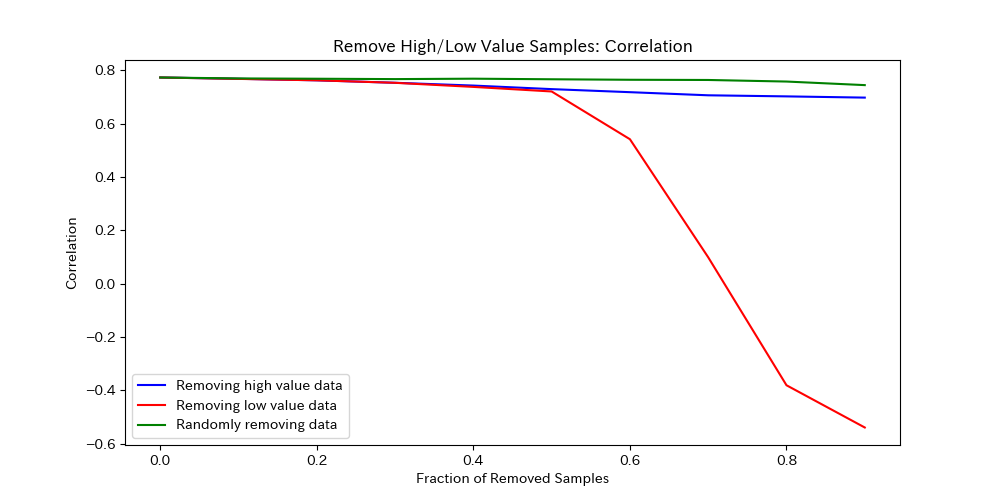 Remove High/Low Value Samples: Correlation
Correlation
0.8
0.6
0.4
0.2
0.0
−0.2
−0.4
−0.6
Removing high value data
Removing low value data
Randomly removing data
0.0 0.2 0.4 0.6 0.8
Fraction of Removed Samples